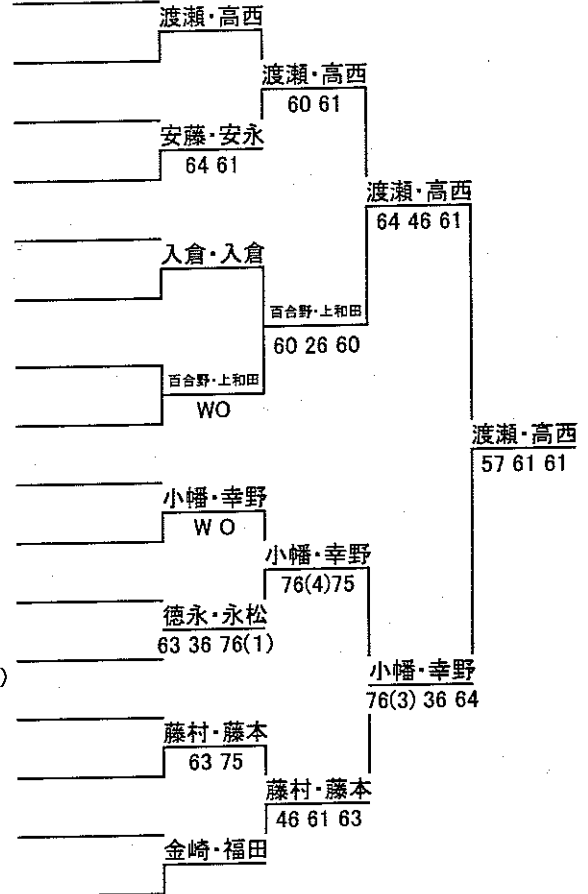 渡瀬・高西
渡瀬・高西
60 61
安藤・安永
64 61
渡瀬・高西
64 46 61
入倉・入倉
百合野・上和田
60 26 60
百合野・上和田
WO
渡瀬・高西
57 61 61
小幡・幸野
W O
小幡・幸野
76(4)75
徳永・永松
63 36 76(1)
)
小幡・幸野
76(3) 36 64
藤村・藤本
63 75
藤村・藤本
46 61 63
金崎・福田